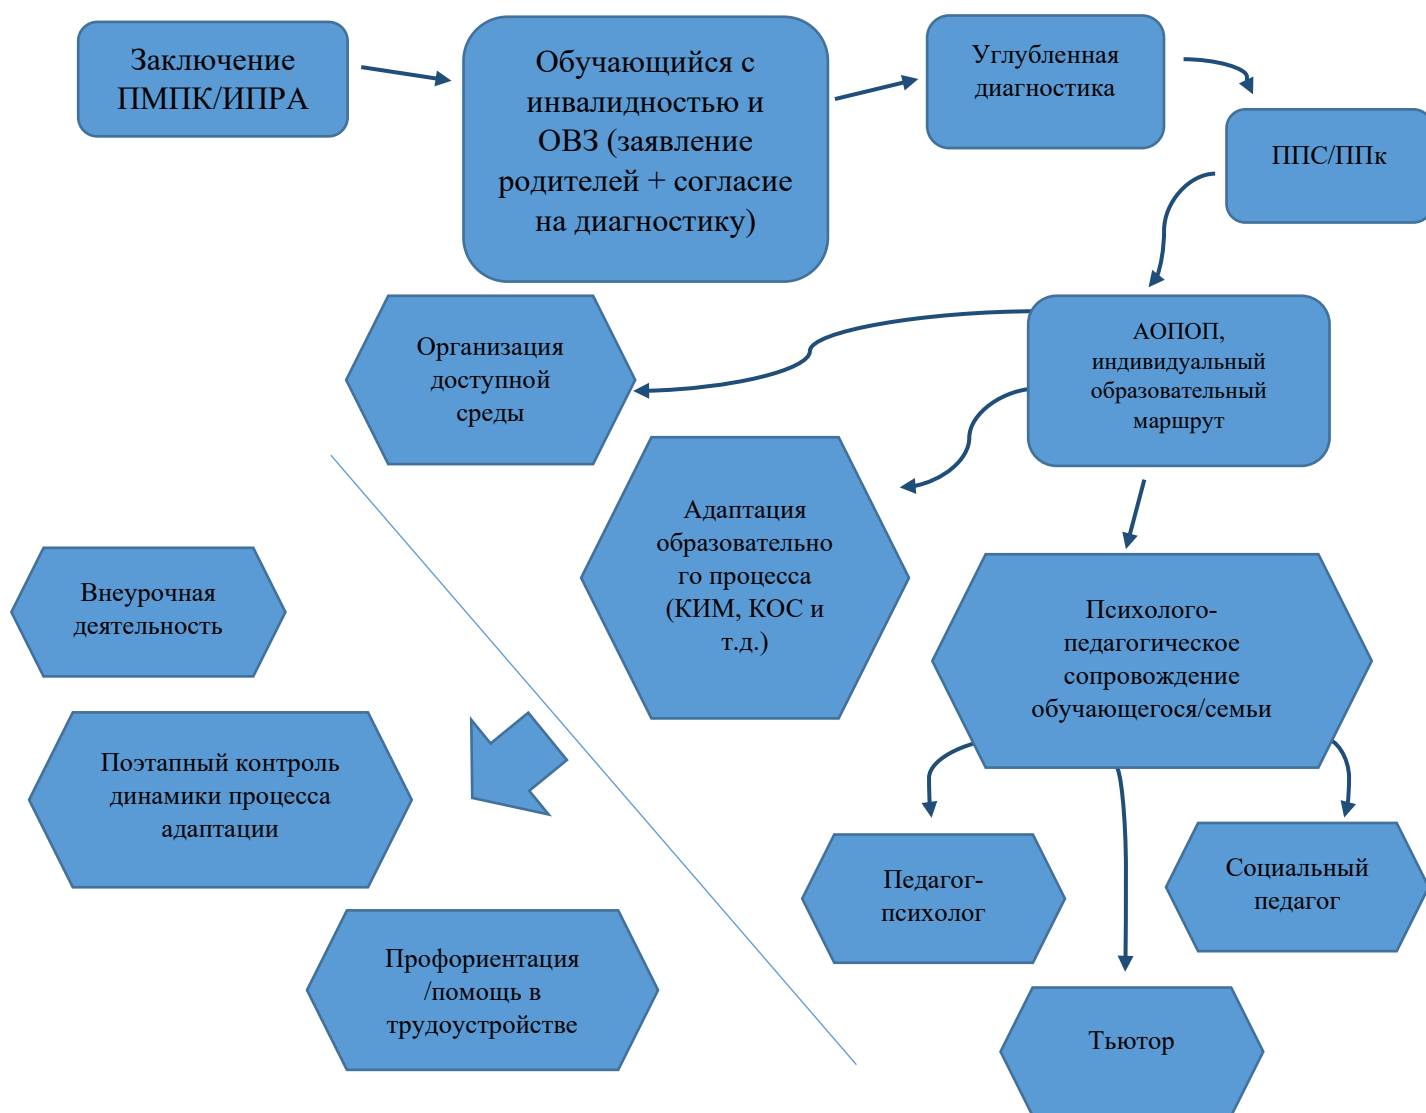 Заключение
ПМПК/ИПРА
Обучающийся с
инвалидностью и
ОВЗ (заявление
родителей + согласие
на диагностику)
Углубленная
диагностика
ППС/ППк
АОПОП,
индивидуальный
образовательный
маршрут
Организация
доступной
среды
Адаптация
образовательно
го процесса
(КИМ, КОС и
т.д.)
Психолого-
педагогическое
сопровождение
обучающегося/семьи
Внеурочная
деятельность
Поэтапный контроль
динамики процесса
адаптации
Профориентация
/помощь в
трудоустройстве
Педагог-
психолог
Социальный
педагог
Тьютор